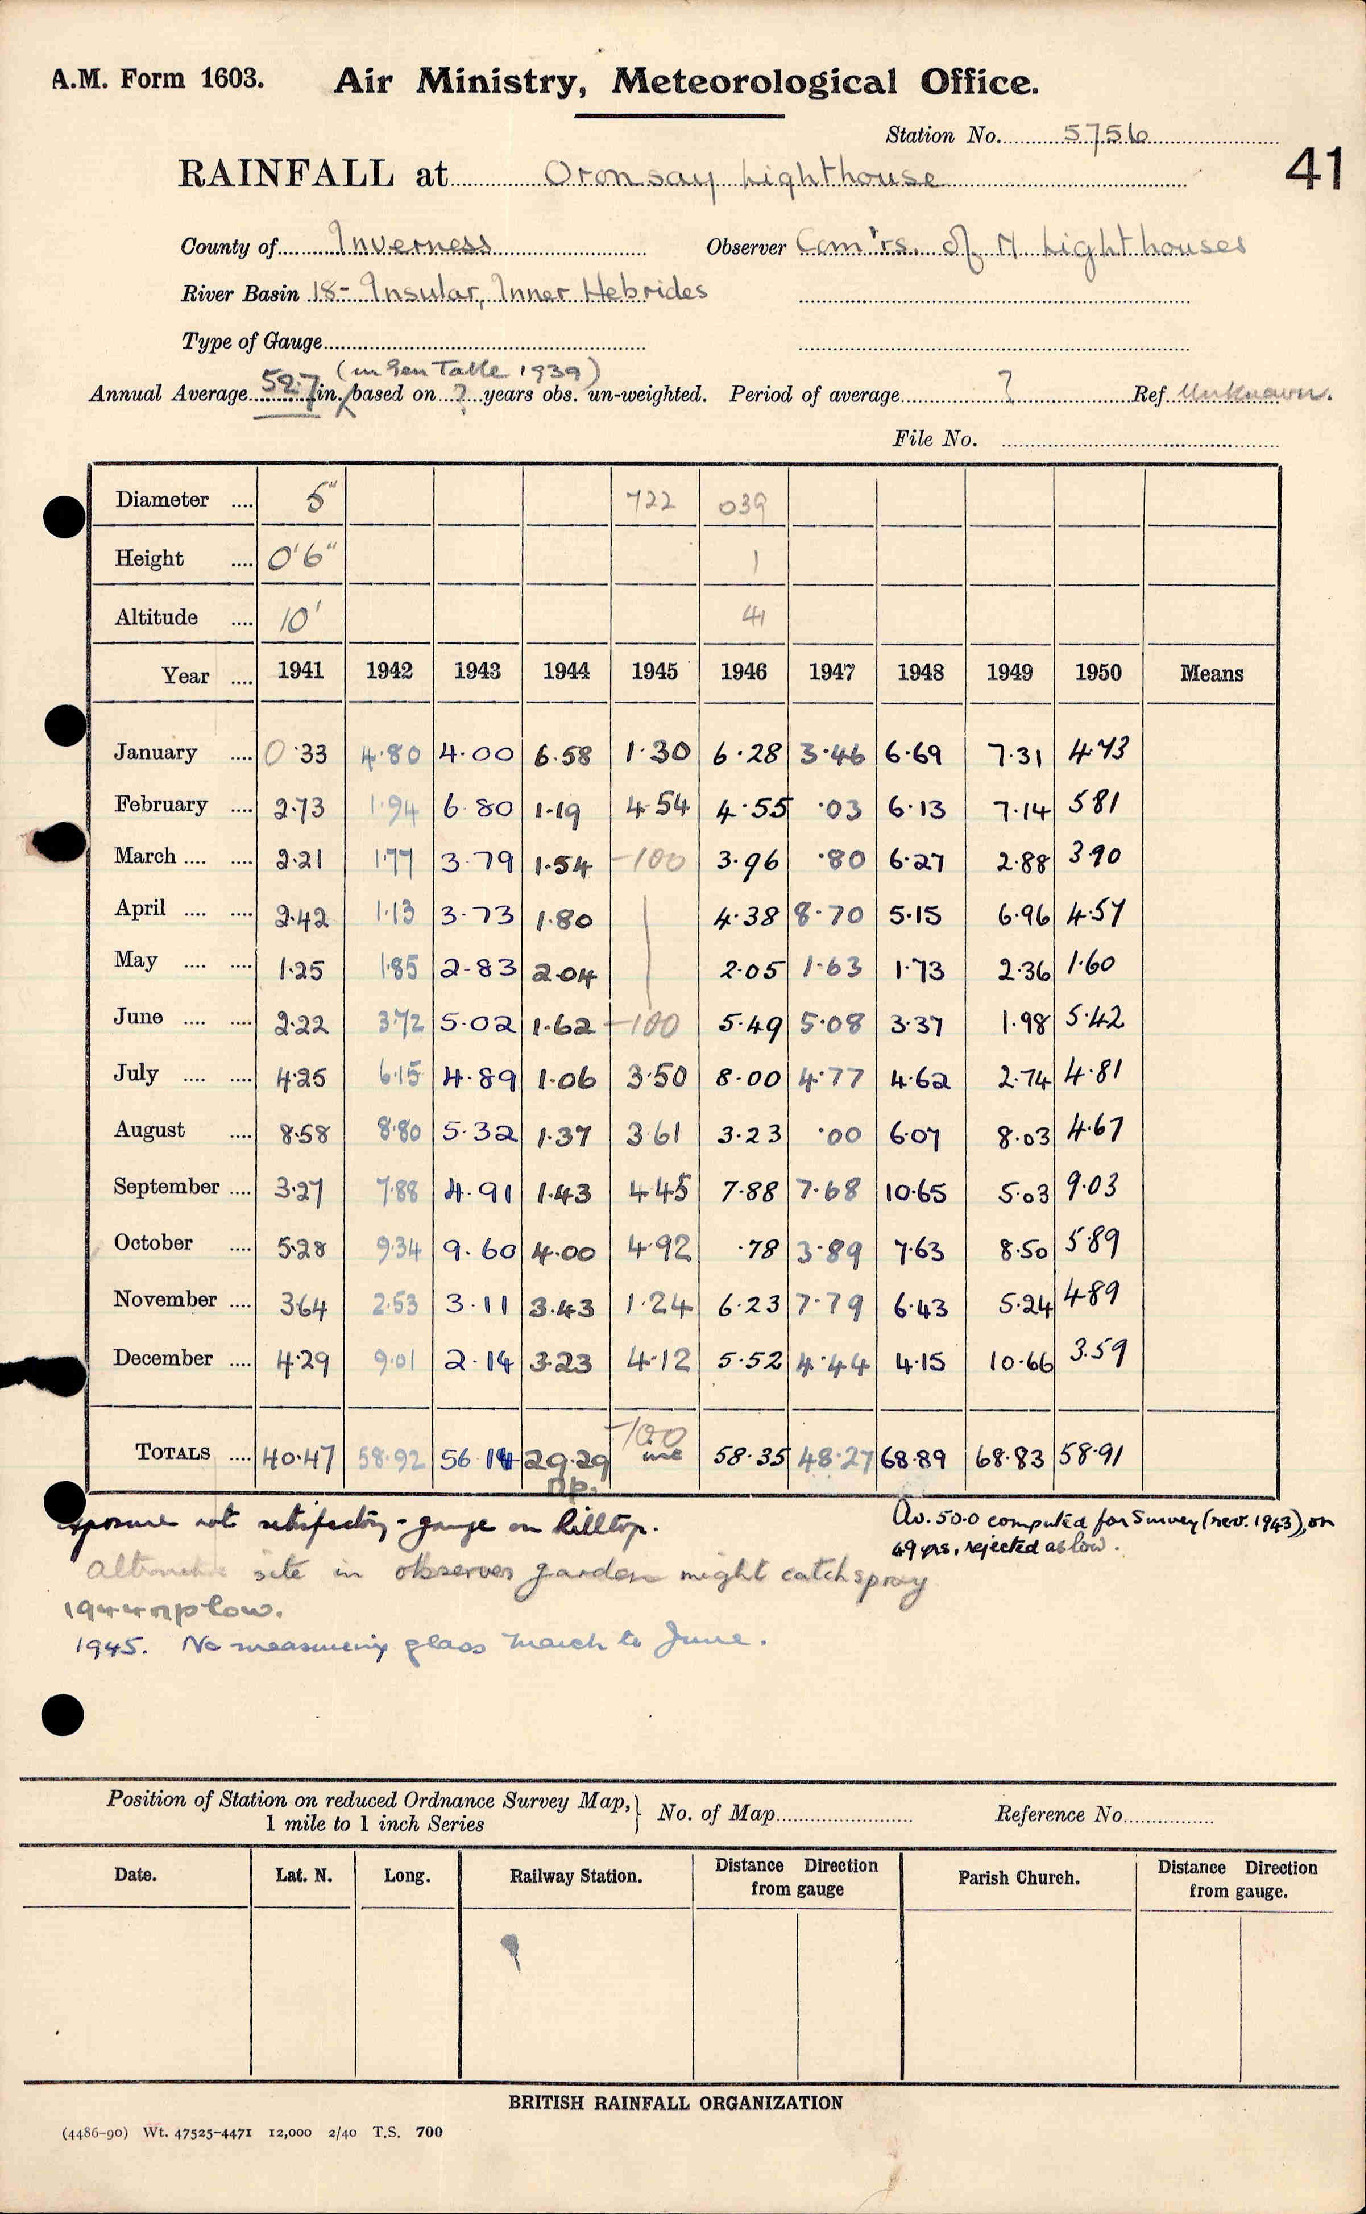 A.M. Form 1603. Air Ministry, Meteorological Office.
Station No. 5756
41
RAINFALL at Oronsay Lighthouse
County of Inverness Observer Com'rs. of N Lighthouses
River Basin 18- Insular, Inner Hebrides
Type of Gauge
(in Gen Table 1939)
Annual Average 52.7 in. based on ? years obs. un-weighted. Period of average ? Ref Unknown.
File No.
Diameter .... 5" 722 039
Height .... 0'6" 1
Altitude .... 10' 41
Year .... 1941 1942 1943 1944 1945 1946 1947 1948 1949 1950 Means
January .... 0.33 4.80 4.00 6.58 1.30 6.28 3.46 6.69 7.31 4.73
February .... 2.73 1.94 6.80 1.19 4.54 4.55 .03 6.13 7.14 5.81
March .... .... 2.21 1.77 3.79 1.54 -100 3.96 .80 6.27 2.88 3.90
April .... .... 2.42 1.13 3.73 1.80 4.38 8.70 5.15 6.96 4.57
May .... .... 1.25 1.85 2.83 2.04 2.05 1.63 1.73 2.36 1.60
June .... .... 2.22 3.72 5.02 1.62 -100 5.49 5.08 3.37 1.98 5.42
July .... .... 4.25 6.15 4.89 1.06 3.50 8.00 4.77 4.62 2.74 4.81
August .... 8.58 8.80 5.32 1.37 3.61 3.23 .00 6.07 8.03 4.67
September .... 3.27 7.88 4.91 1.43 4.45 7.88 7.68 10.65 5.03 9.03
October .... 5.28 9.34 9.60 4.00 4.92 .78 3.89 7.63 8.50 5.89
November .... 3.64 2.53 3.11 3.43 1.24 6.23 7.79 6.43 5.24 4.89
December .... 4.29 9.01 2.14 3.23 4.12 5.52 4.44 4.15 10.66 3.59
-100
TOTALS .... 40.47 58.92 56.14 29.29 inc 58.35 48.27 68.89 68.83 58.91
np.
Exposure not satisfactory - gauge on hilltop.
Av. 50.0 computed for Survey (nov. 1943), on
49 yrs, rejected as low.
Alternative site in observers garden might catch spray
1944 np low.
1945. No measuring glass March to June.
Position of Station on reduced Ordnance Survey Map,
1 mile to 1 inch Series
No. of Map Reference No.
Date. Lat. N. Long. Railway Station. Distance Direction from gauge Parish Church. Distance Direction from gauge.
BRITISH RAINFALL ORGANIZATION
(4486-90) Wt. 47525-4471 12,000 2/40 T.S. 700